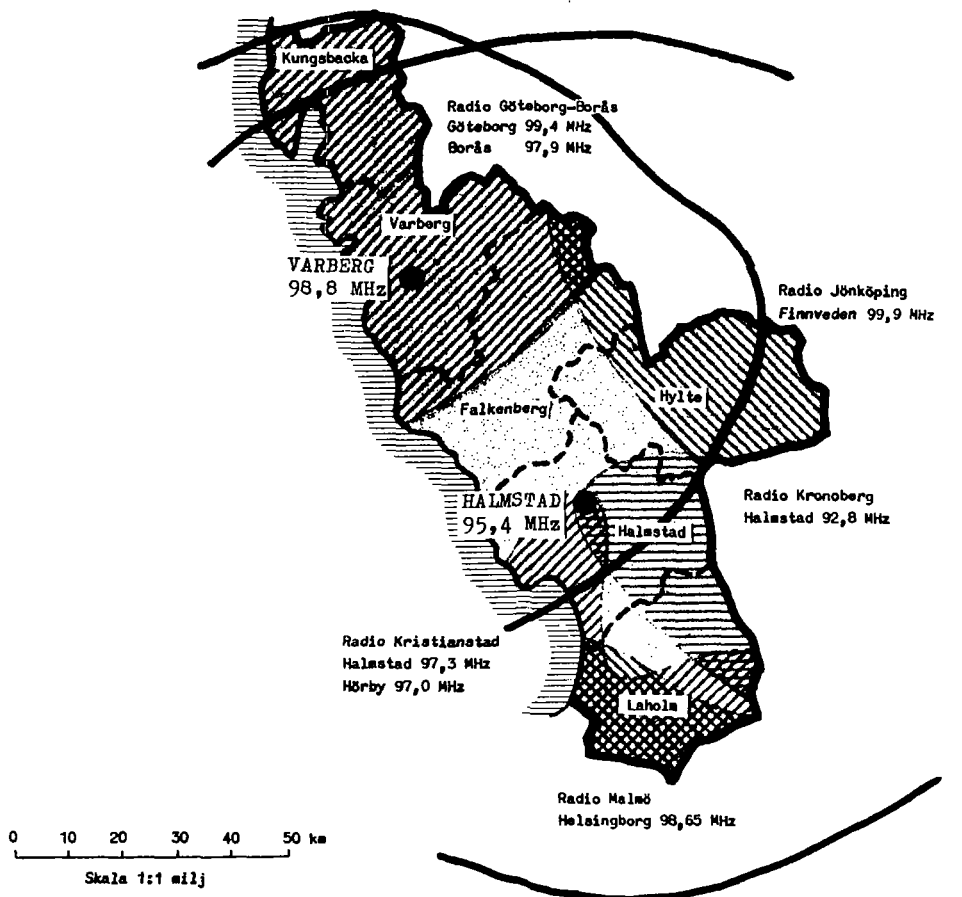 Kungsbacka
Radio Göteborg-Borås
Göteborg 99,4 MHz
Borås 97,9 MHz
Varberg
VARBERG
98,8 MHz
Radio Jönköping
Finnveden 99,9 MHz
Hylte
Falkenberg
HALMSTAD
95,4 MHz
Radio Kronoberg
Halmstad 92,8 MHz
Halmstad
Radio Kristianstad
Halmstad 97,3 MHz
Hörby 97,0 MHz
Laholm
Radio Malmö
Helsingborg 98,65 MHz
0 10 20 30 40 50 km
Skala 1:1 milj